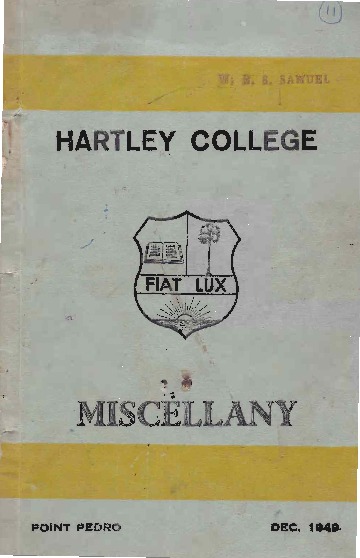 11
W. R. S. SAMUEL
HARTLEY COLLEGE
FIAT LUX
MISCELLANY
POINT PEDRO DEC. 1949.